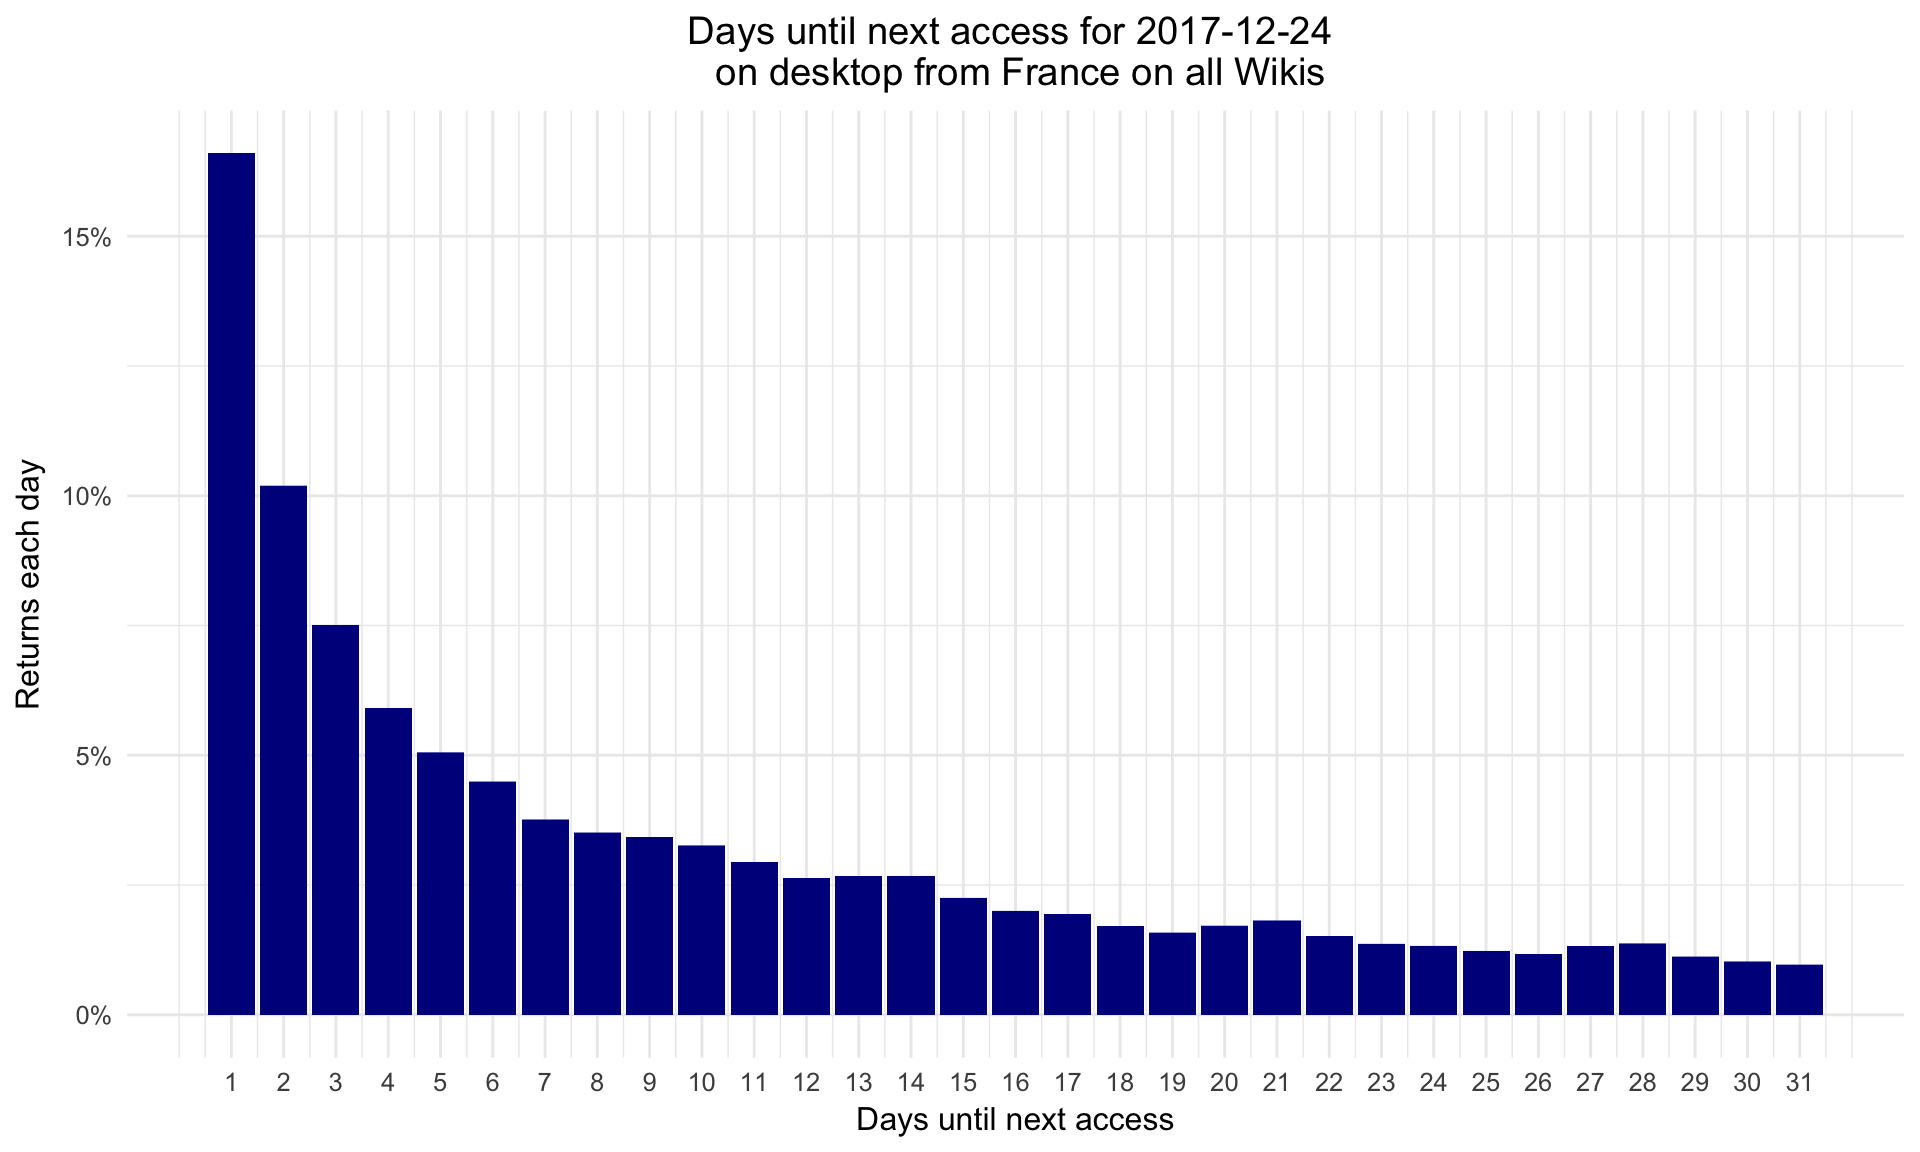 Days until next access for 2017-12-24
on desktop from France on all Wikis
Returns each day
15%
10%
5%
0%
1 2 3 4 5 6 7 8 9 10 11 12 13 14 15 16 17 18 19 20 21 22 23 24 25 26 27 28 29 30 31
Days until next access